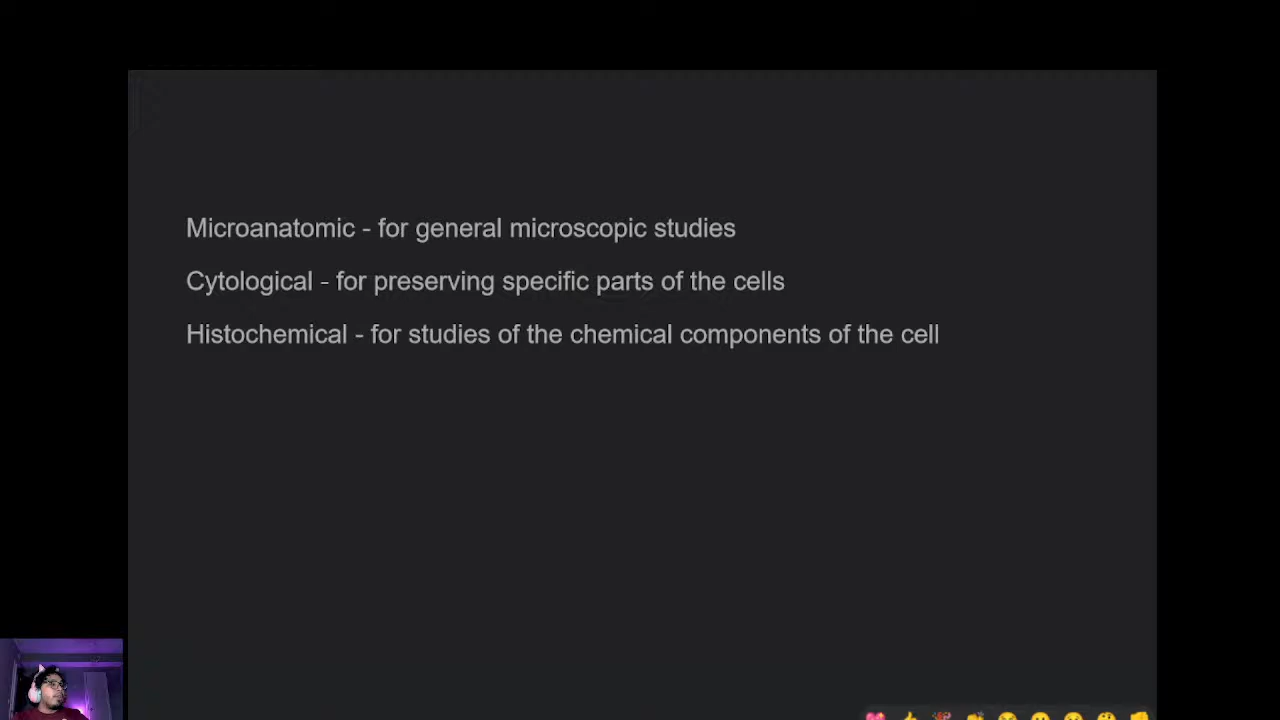 Microanatomic - for general microscopic studies
Cytological - for preserving specific parts of the cells
Histochemical - for studies of the chemical components of the cell